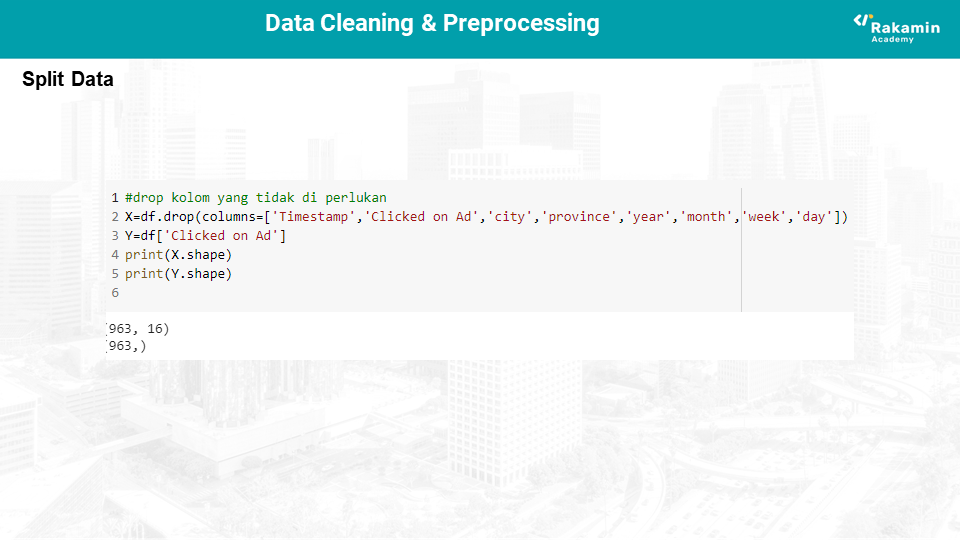 Data Cleaning & Preprocessing
Rakamin
Academy
Split Data
1 #drop kolom yang tidak di perlukan
2 X=df.drop(columns=['Timestamp','Clicked on Ad','city','province','year','month','week','day'])
3 Y=df['Clicked on Ad']
4 print(X.shape)
5 print(Y.shape)
6
(963, 16)
(963,)